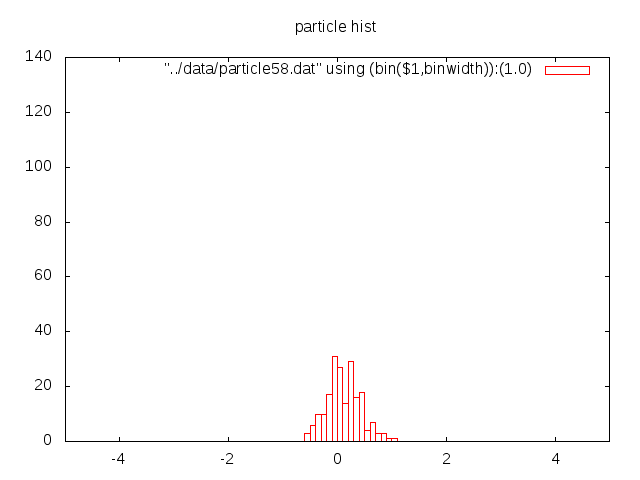 particle hist
140
"../data/particle58.dat" using (bin($1,binwidth)):(1.0)
120
100
80
60
40
20
0
-4 -2 0 2 4